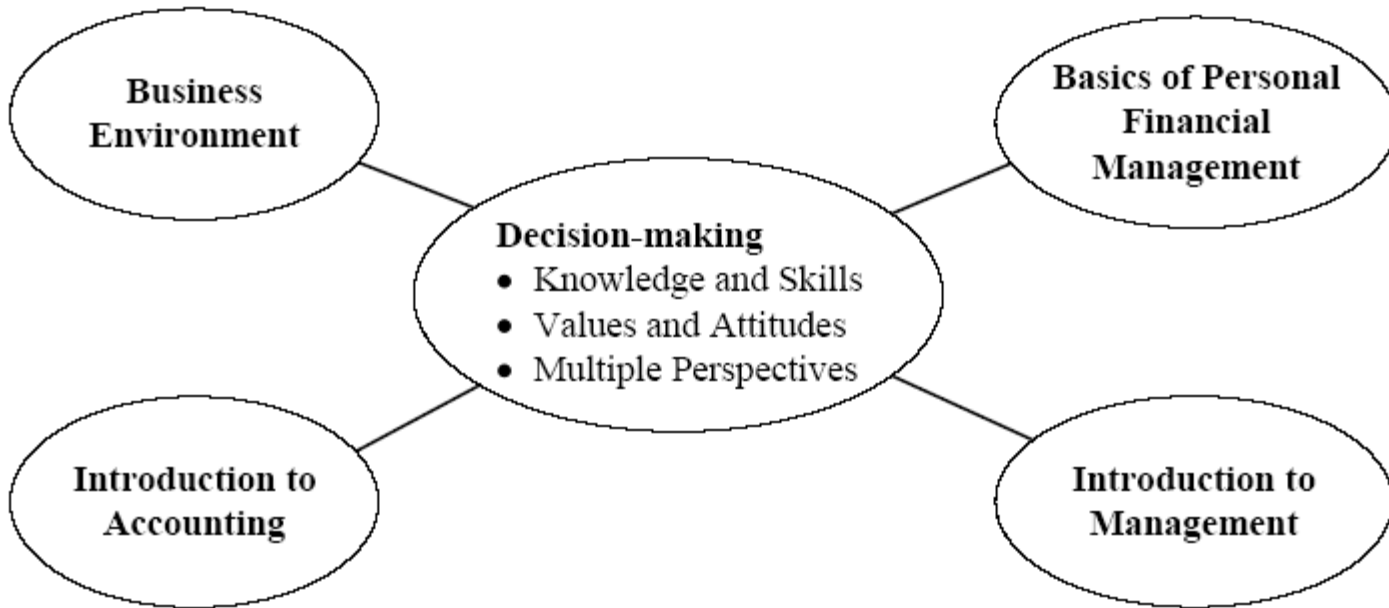 Business
Environment
Basics of Personal
Financial
Management
Decision-making
• Knowledge and Skills
• Values and Attitudes
• Multiple Perspectives
Introduction to
Accounting
Introduction to
Management